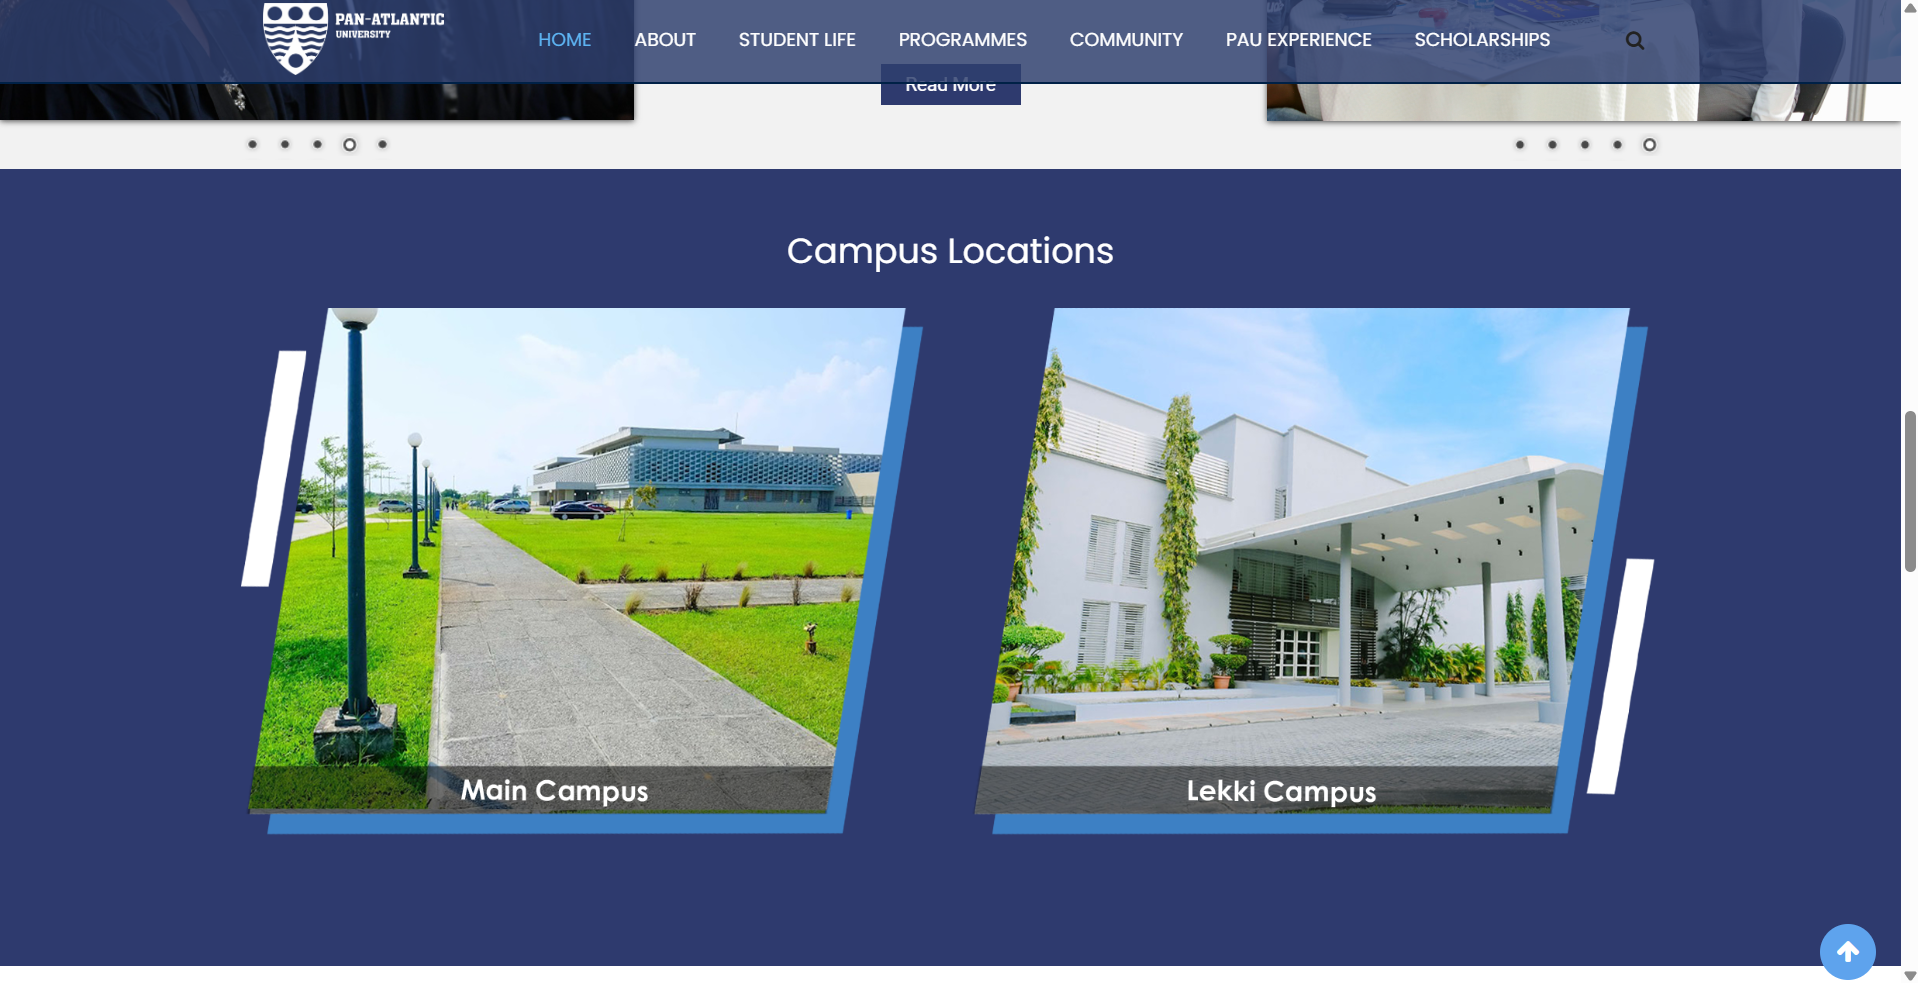 PAN-ATLANTIC
UNIVERSITY
HOME ABOUT STUDENT LIFE PROGRAMMES COMMUNITY PAU EXPERIENCE SCHOLARSHIPS
Read More
Campus Locations
Main Campus
Lekki Campus